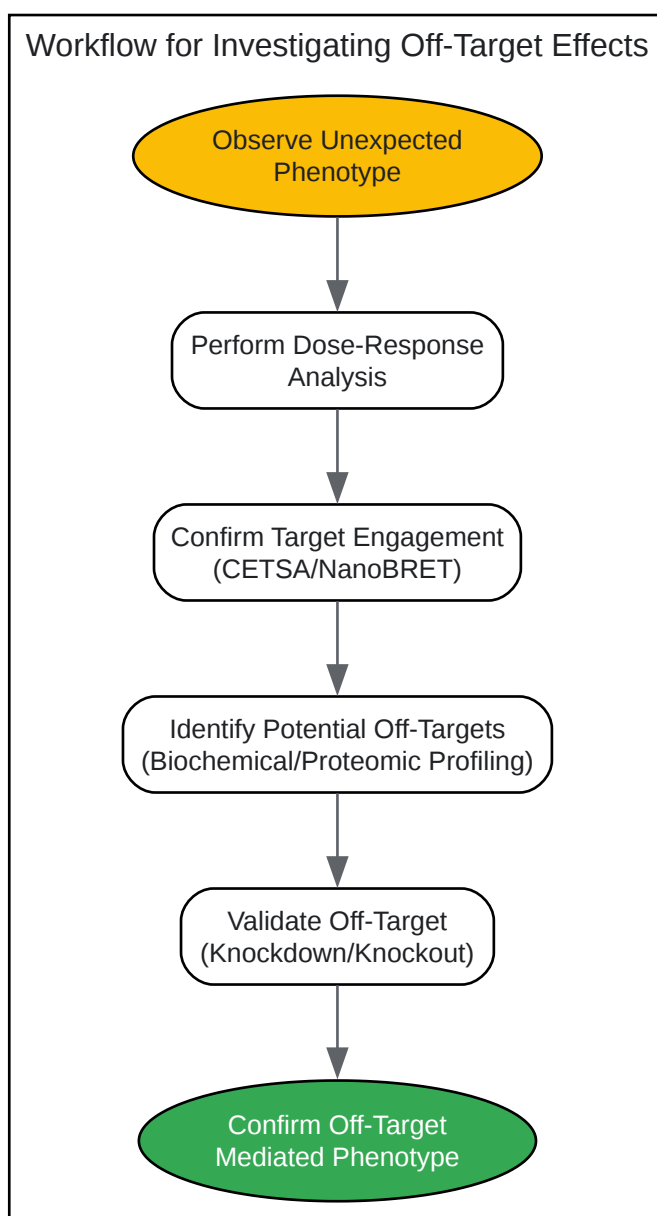 Workflow for Investigating Off-Target Effects
Observe Unexpected
Phenotype
Perform Dose-Response
Analysis
Confirm Target Engagement
(CETSA/NanoBRET)
Identify Potential Off-Targets
(Biochemical/Proteomic Profiling)
Validate Off-Target
(Knockdown/Knockout)
Confirm Off-Target
Mediated Phenotype